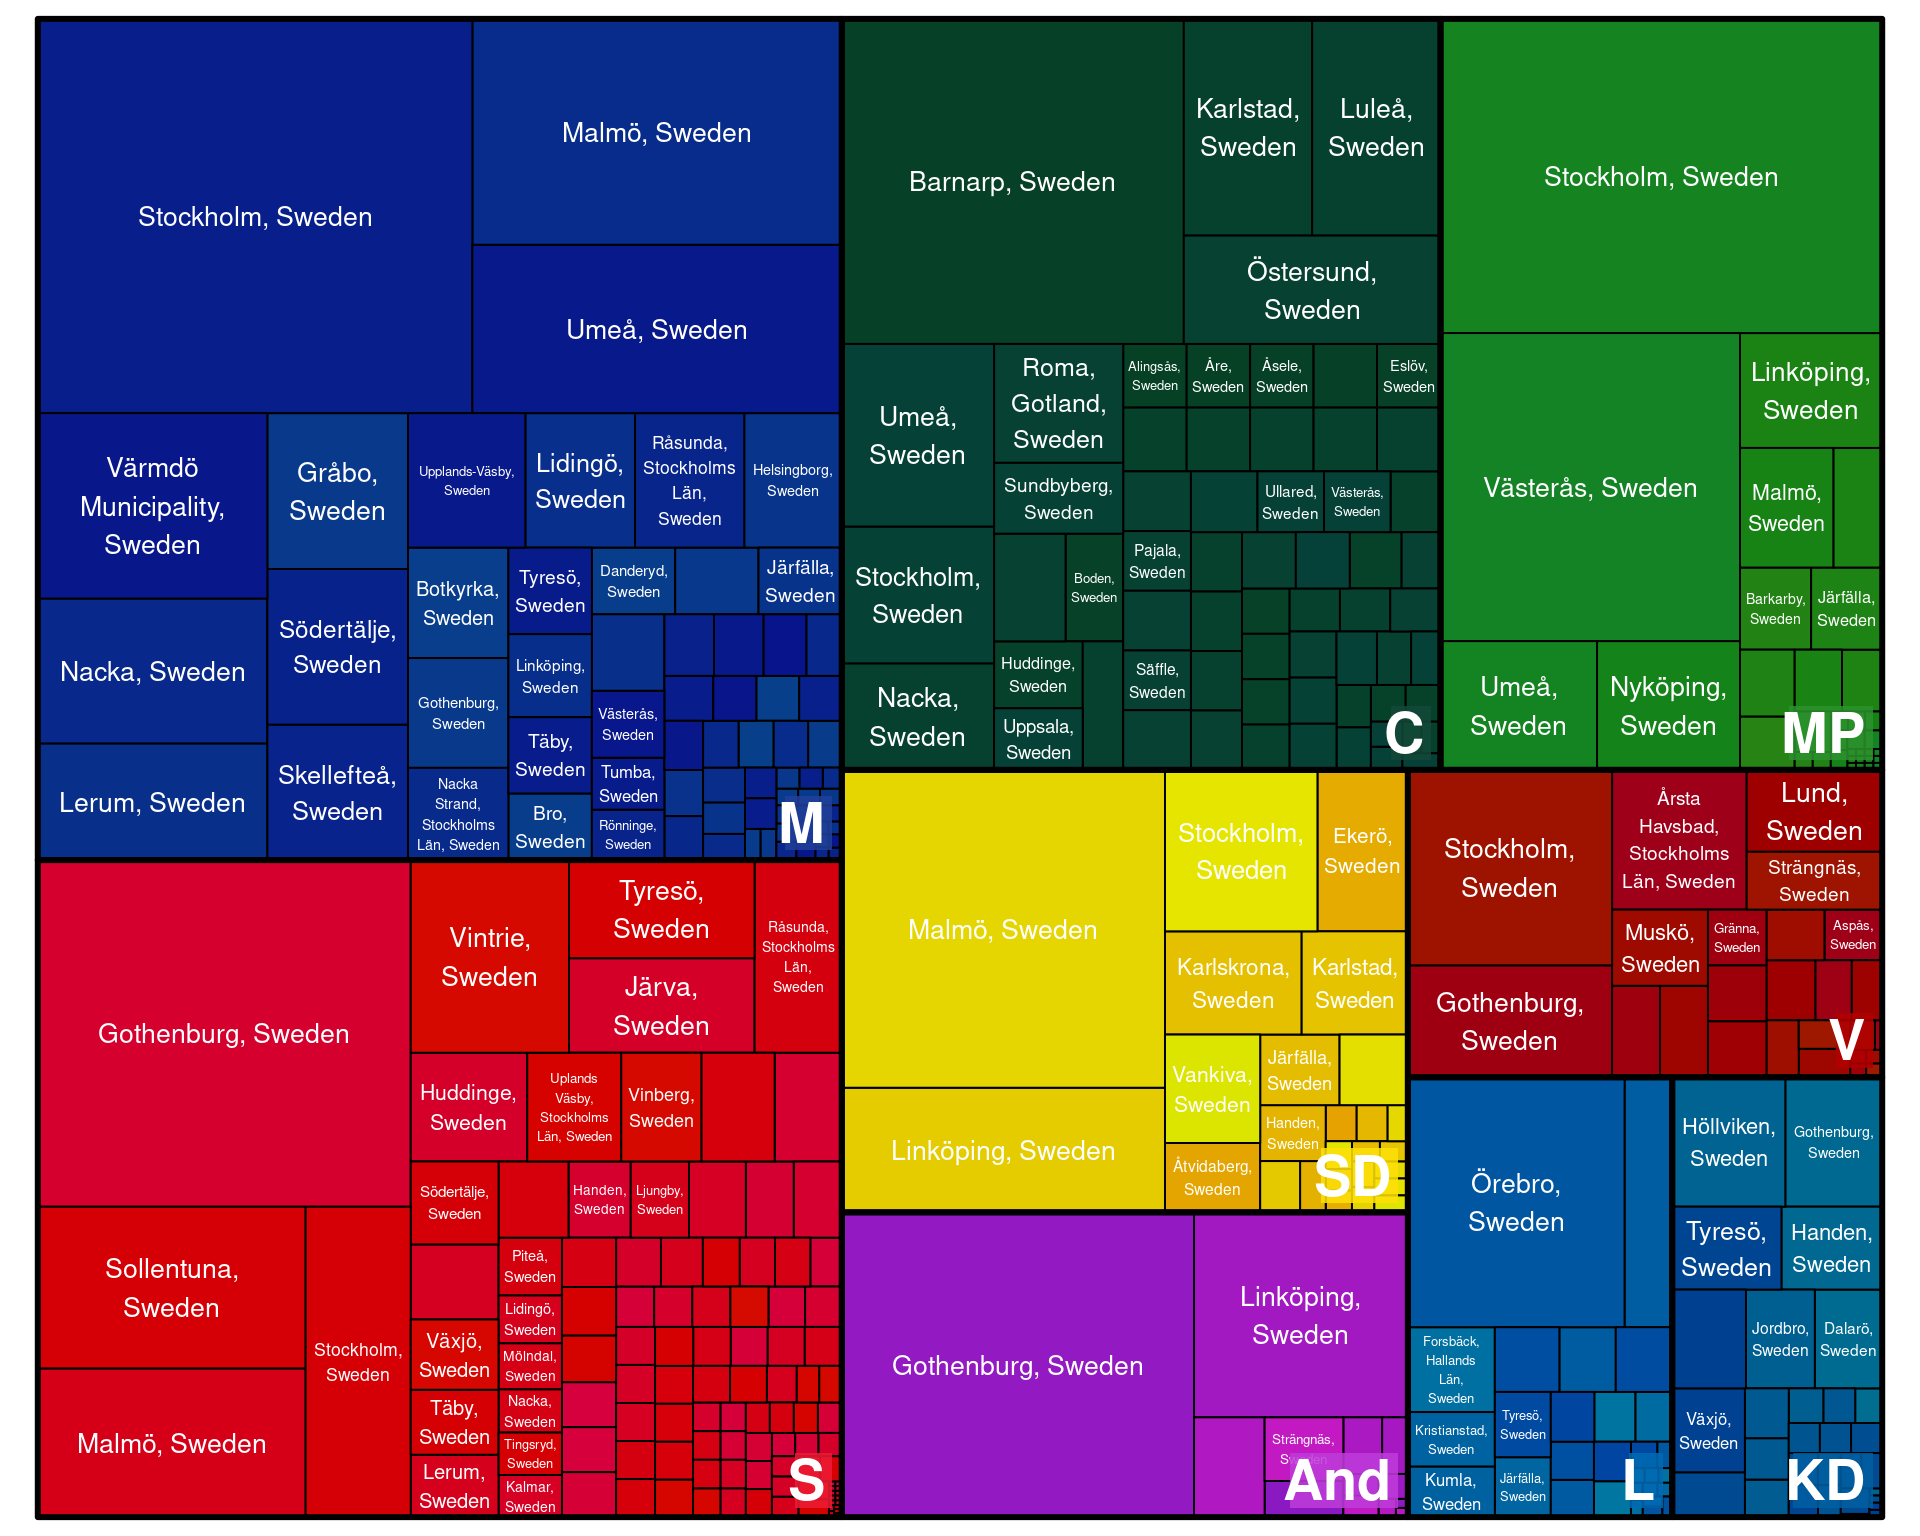 Stockholm, Sweden
Malmö, Sweden
Umeå, Sweden
Värmdö
Municipality,
Sweden
Nacka, Sweden
Lerum, Sweden
Gråbo,
Sweden
Södertälje,
Sweden
Skellefteå,
Sweden
Upplands-Väsby,
Sweden
Lidingö,
Sweden
Råsunda,
Stockholms
Län,
Sweden
Helsingborg,
Sweden
Botkyrka,
Sweden
Gothenburg,
Sweden
Nacka
Strand,
Stockholms
Län, Sweden
Tyresö,
Sweden
Linköping,
Sweden
Täby,
Sweden
Bro,
Sweden
Danderyd,
Sweden
Järfälla,
Sweden
Västerås,
Sweden
Tumba,
Sweden
Rönninge,
Sweden
M
Barnarp, Sweden
Karlstad,
Sweden
Luleå,
Sweden
Östersund,
Sweden
Umeå,
Sweden
Stockholm,
Sweden
Nacka,
Sweden
Roma,
Gotland,
Sweden
Sundbyberg,
Sweden
Boden,
Sweden
Huddinge,
Sweden
Uppsala,
Sweden
Alingsås,
Sweden
Åre,
Sweden
Åsele,
Sweden
Eslöv,
Sweden
Ullared,
Sweden
Västerås,
Sweden
Pajala,
Sweden
Säffle,
Sweden
C
Stockholm, Sweden
Västerås, Sweden
Umeå,
Sweden
Nyköping,
Sweden
Linköping,
Sweden
Malmö,
Sweden
Barkarby,
Sweden
Järfälla,
Sweden
MP
Gothenburg, Sweden
Sollentuna,
Sweden
Malmö, Sweden
Stockholm,
Sweden
Vintrie,
Sweden
Tyresö,
Sweden
Järva,
Sweden
Råsunda,
Stockholms
Län,
Sweden
Huddinge,
Sweden
Uplands
Väsby,
Stockholms
Län, Sweden
Vinberg,
Sweden
Södertälje,
Sweden
Handen,
Sweden
Ljungby,
Sweden
Växjö,
Sweden
Täby,
Sweden
Lerum,
Sweden
Piteå,
Sweden
Lidingö,
Sweden
Mölndal,
Sweden
Nacka,
Sweden
Tingsryd,
Sweden
Kalmar,
Sweden
S
Malmö, Sweden
Linköping, Sweden
Stockholm,
Sweden
Ekerö,
Sweden
Karlskrona,
Sweden
Karlstad,
Sweden
Vankiva,
Sweden
Järfälla,
Sweden
Handen,
Sweden
Åtvidaberg,
Sweden
SD
Gothenburg, Sweden
Linköping,
Sweden
Strängnäs,
Sweden
And
Stockholm,
Sweden
Gothenburg,
Sweden
Årsta
Havsbad,
Stockholms
Län, Sweden
Lund,
Sweden
Strängnäs,
Sweden
Muskö,
Sweden
Gränna,
Sweden
Aspås,
Sweden
V
Örebro,
Sweden
Forsbäck,
Hallands
Län,
Sweden
Kristianstad,
Sweden
Kumla,
Sweden
Tyresö,
Sweden
Järfälla,
Sweden
L
Höllviken,
Sweden
Gothenburg,
Sweden
Tyresö,
Sweden
Handen,
Sweden
Jordbro,
Sweden
Dalarö,
Sweden
Växjö,
Sweden
KD